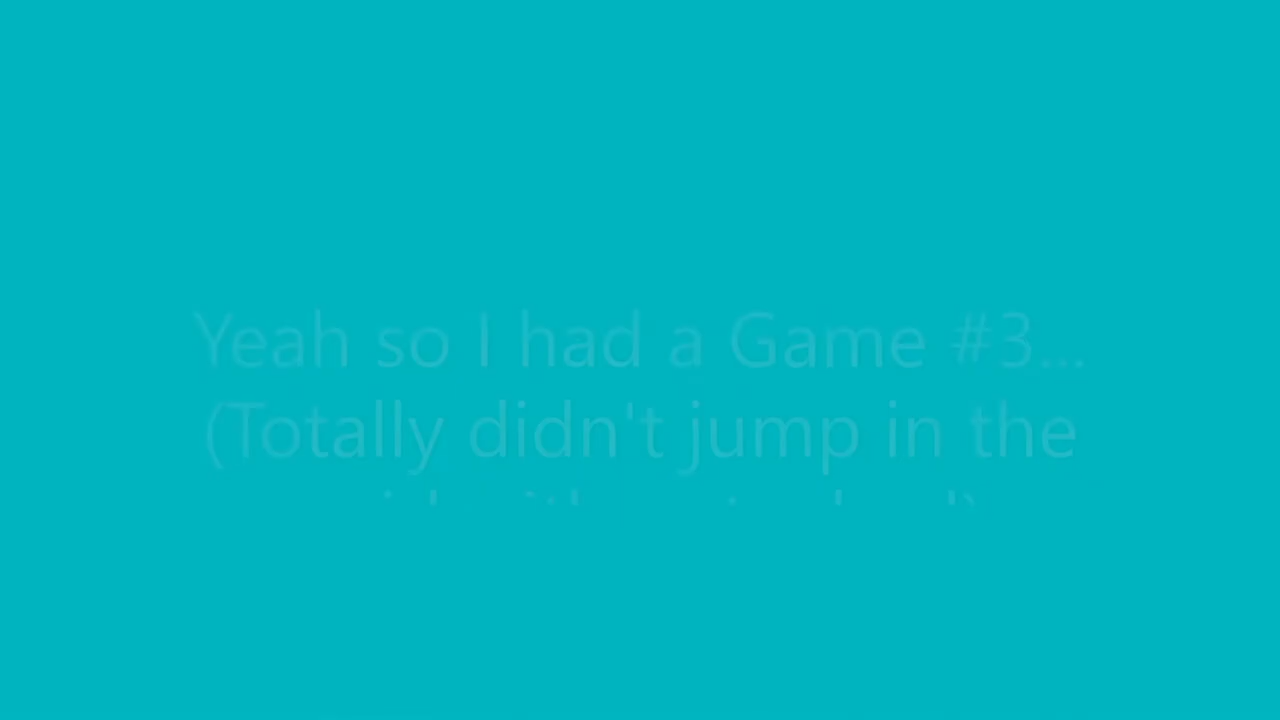 Yeah so I had a Game #3...
(Totally didn't jump in the